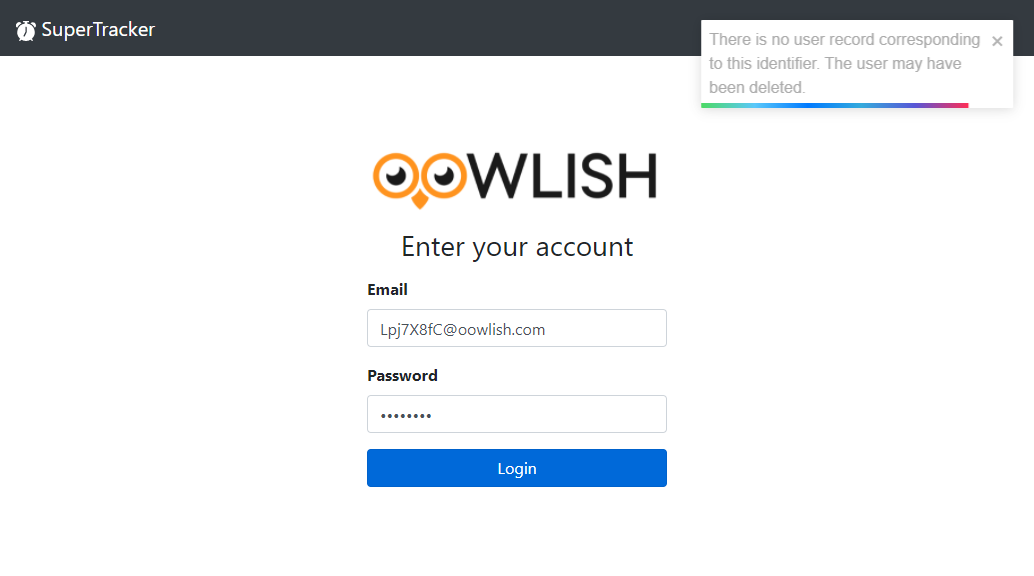 SuperTracker
There is no user record corresponding
to this identifier. The user may have
been deleted.
OOWLISH
Enter your account
Email
Lpj7X8fC@oowlish.com
Password
••••••••
Login